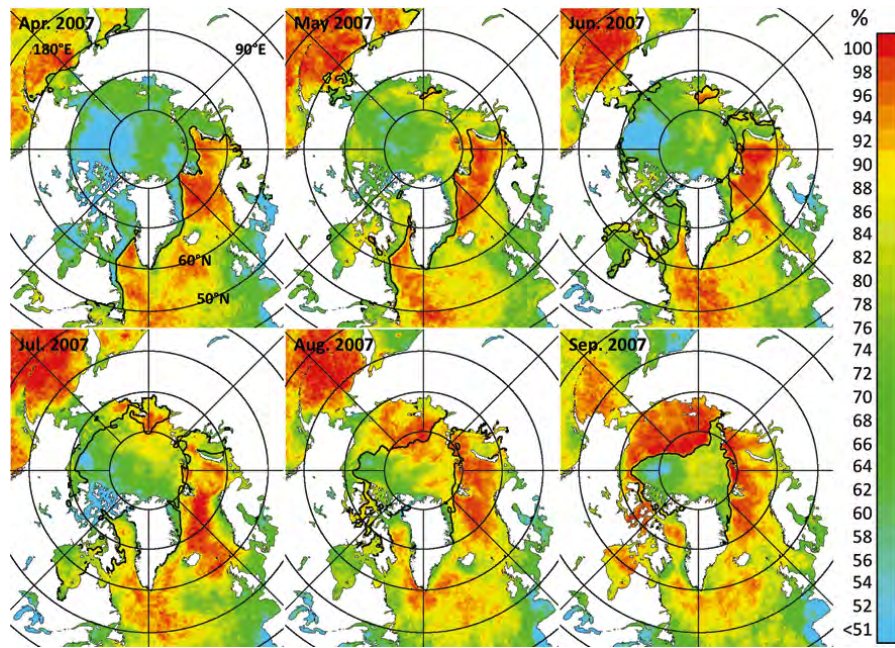 Apr. 2007
180°E
90°E
60°N
50°N
May 2007
Jun. 2007
Jul. 2007
Aug. 2007
Sep. 2007
%
100
98
96
94
92
90
88
86
84
82
80
78
76
74
72
70
68
66
64
62
60
58
56
54
52
<51